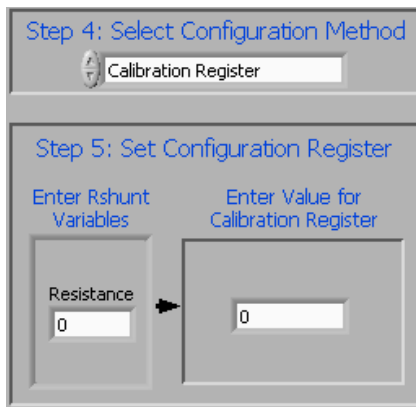 Step 4: Select Configuration Method
Calibration Register
Step 5: Set Configuration Register
Enter Rshunt
Variables
Enter Value for
Calibration Register
Resistance
0
0